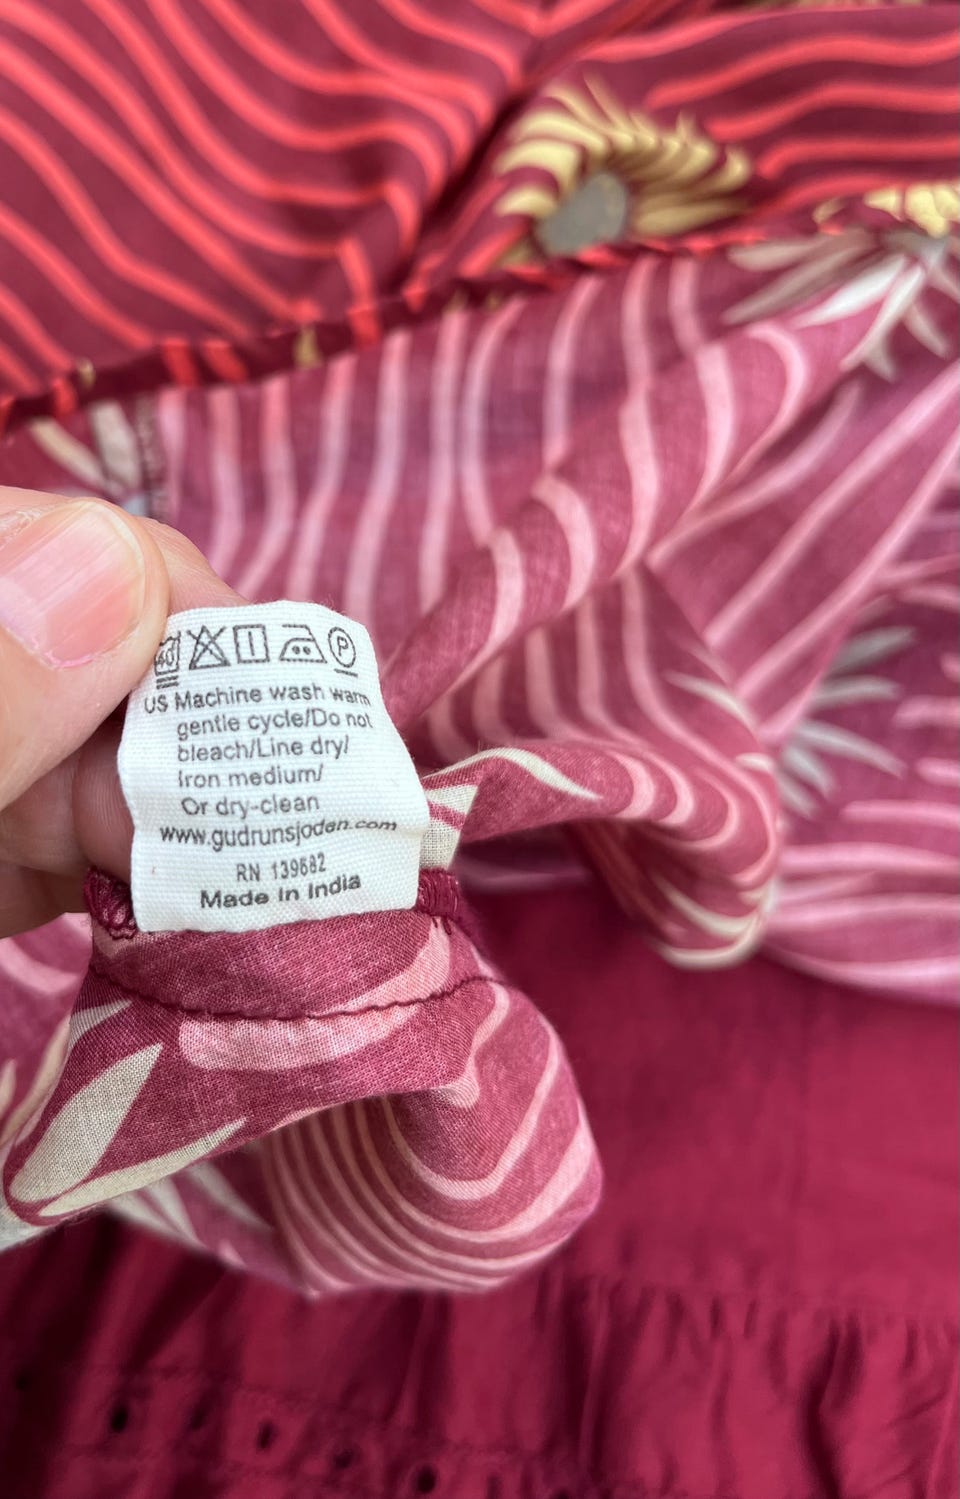 40 P
US Machine wash warm
gentle cycle/Do not
bleach/Line dry/
Iron medium/
Or dry-clean
www.gudrunsjoden.com
RN 139682
Made In India